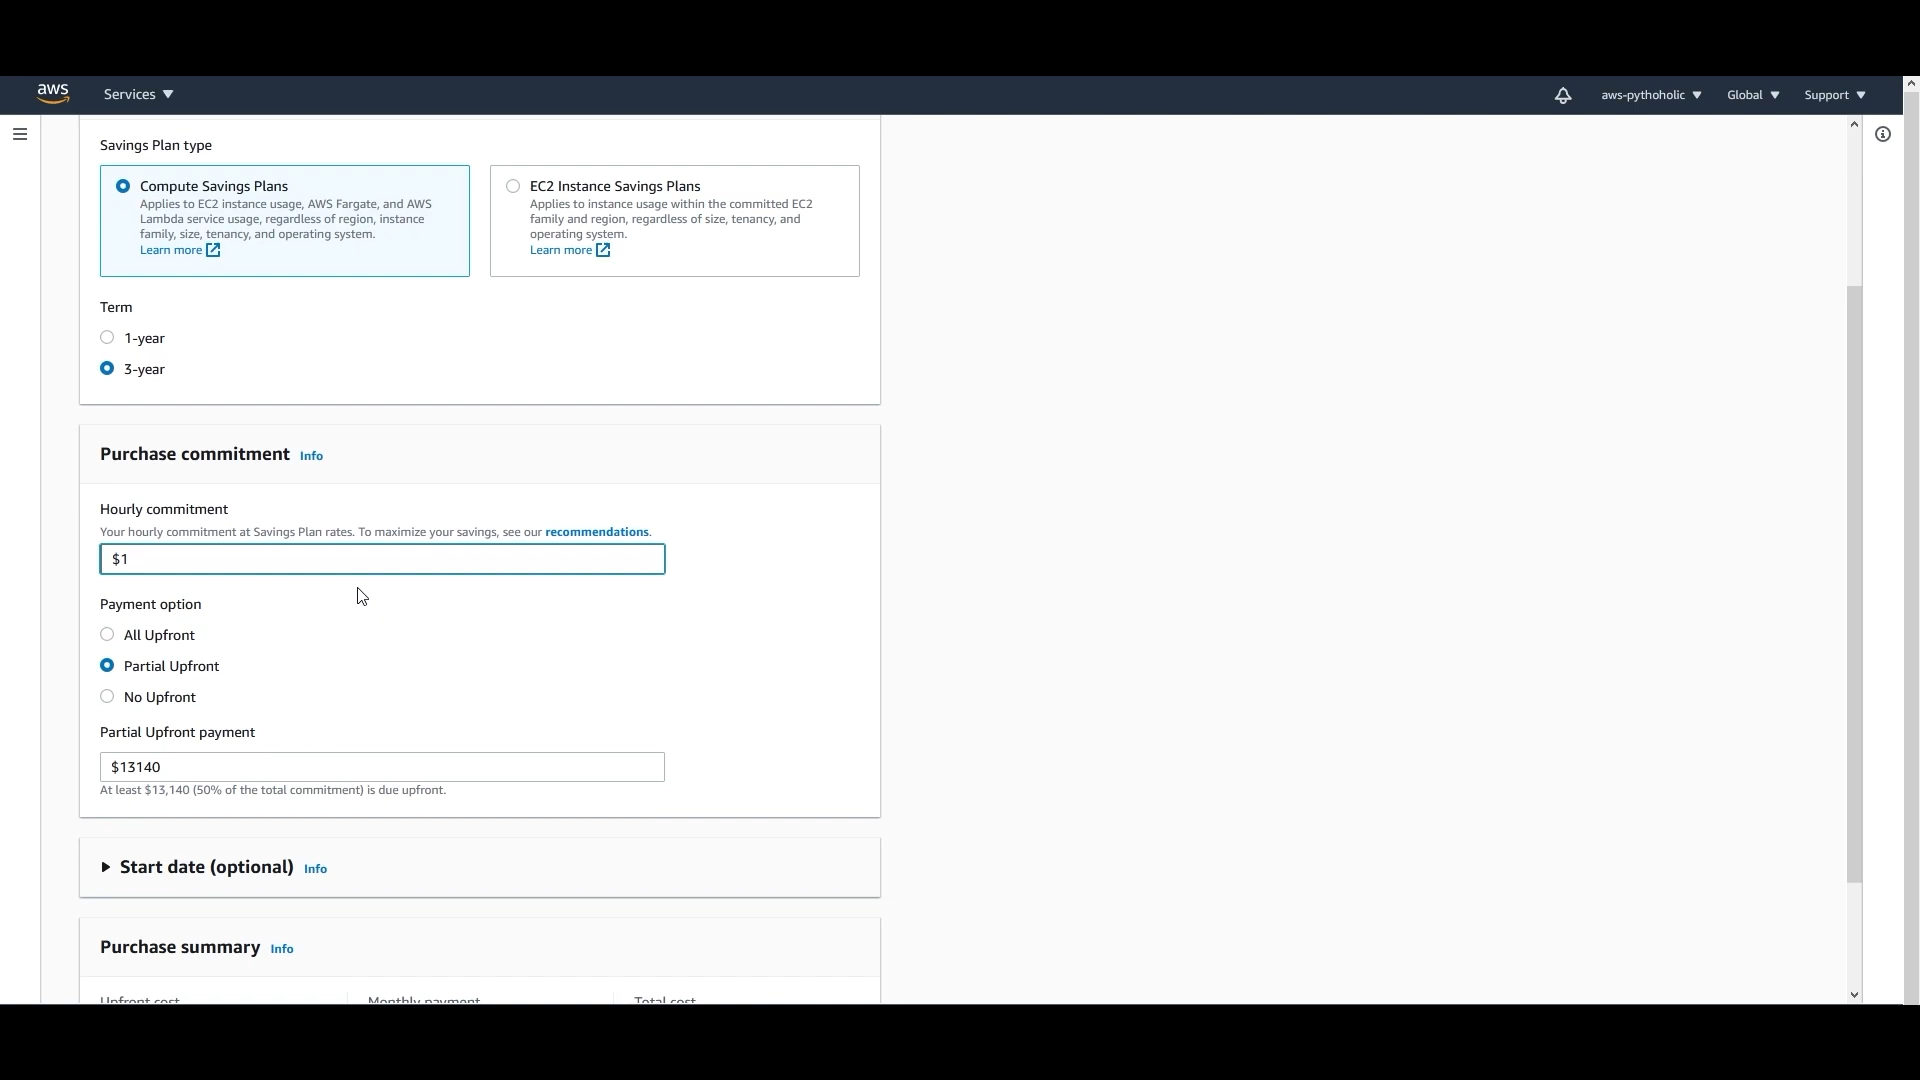 aws
Services
aws-pythoholic
Global
Support
Savings Plan type
Compute Savings Plans
Applies to EC2 instance usage, AWS Fargate, and AWS
Lambda service usage, regardless of region, instance
family, size, tenancy, and operating system.
Learn more
EC2 Instance Savings Plans
Applies to instance usage within the committed EC2
family and region, regardless of size, tenancy, and
operating system.
Learn more
Term
1-year
3-year
Purchase commitment Info
Hourly commitment
Your hourly commitment at Savings Plan rates. To maximize your savings, see our recommendations.
$1
Payment option
All Upfront
Partial Upfront
No Upfront
Partial Upfront payment
$13140
At least $13,140 (50% of the total commitment) is due upfront.
Start date (optional) Info
Purchase summary Info
Upfront cost
Monthly payment
Total cost